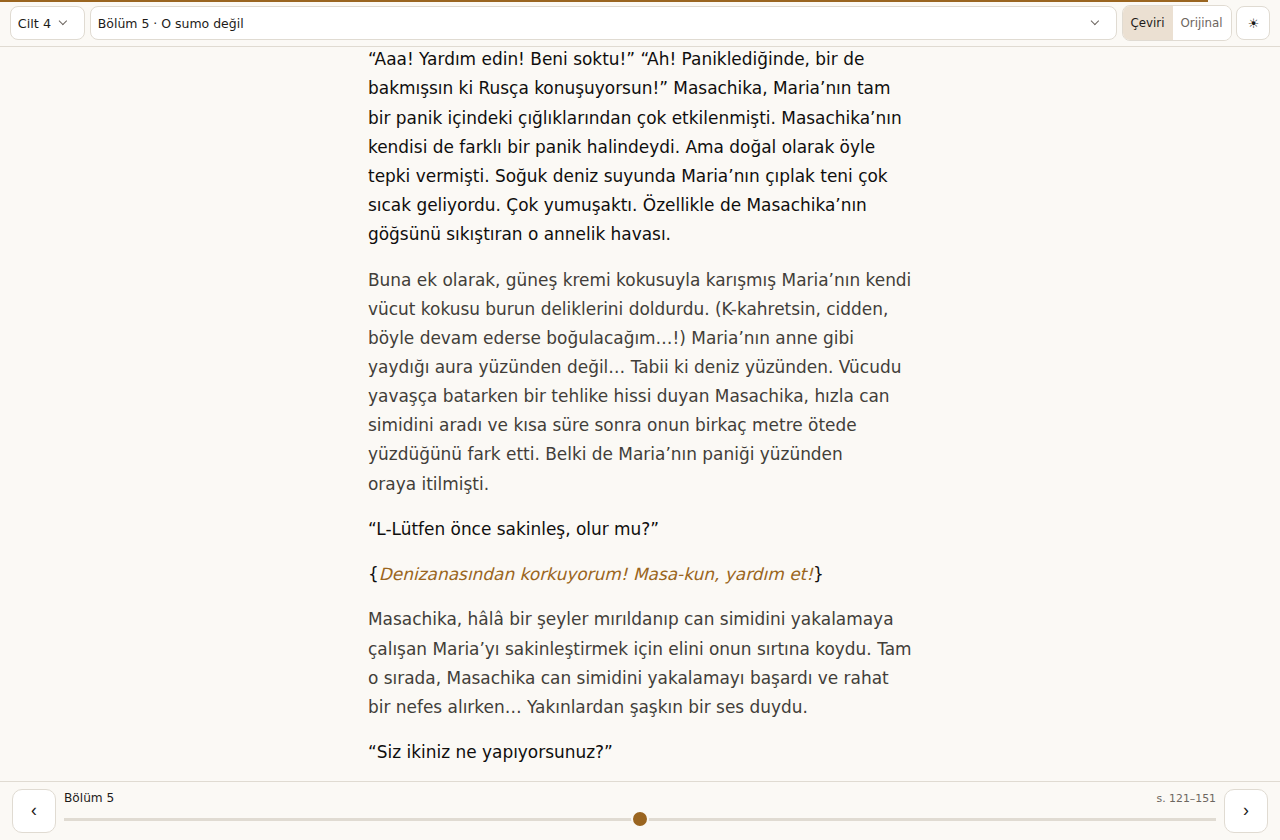 Cilt 4
Bölüm 5 · O sumo değil
Çeviri
Orijinal
“Aaa! Yardım edin! Beni soktu!” “Ah! Paniklediğinde, bir de
bakmışsın ki Rusça konuşuyorsun!” Masachika, Maria’nın tam
bir panik içindeki çığlıklarından çok etkilenmişti. Masachika’nın
kendisi de farklı bir panik halindeydi. Ama doğal olarak öyle
tepki vermişti. Soğuk deniz suyunda Maria’nın çıplak teni çok
sıcak geliyordu. Çok yumuşaktı. Özellikle de Masachika’nın
göğsünü sıkıştıran o annelik havası.
Buna ek olarak, güneş kremi kokusuyla karışmış Maria’nın kendi
vücut kokusu burun deliklerini doldurdu. (K-kahretsin, cidden,
böyle devam ederse boğulacağım…!) Maria’nın anne gibi
yaydığı aura yüzünden değil… Tabii ki deniz yüzünden. Vücudu
yavaşça batarken bir tehlike hissi duyan Masachika, hızla can
simidini aradı ve kısa süre sonra onun birkaç metre ötede
yüzdüğünü fark etti. Belki de Maria’nın paniği yüzünden
oraya itilmişti.
“L-Lütfen önce sakinleş, olur mu?”
{Denizanasından korkuyorum! Masa-kun, yardım et!}
Masachika, hâlâ bir şeyler mırıldanıp can simidini yakalamaya
çalışan Maria’yı sakinleştirmek için elini onun sırtına koydu. Tam
o sırada, Masachika can simidini yakalamayı başardı ve rahat
bir nefes alırken… Yakınlardan şaşkın bir ses duydu.
“Siz ikiniz ne yapıyorsunuz?”
Bölüm 5
s. 121–151